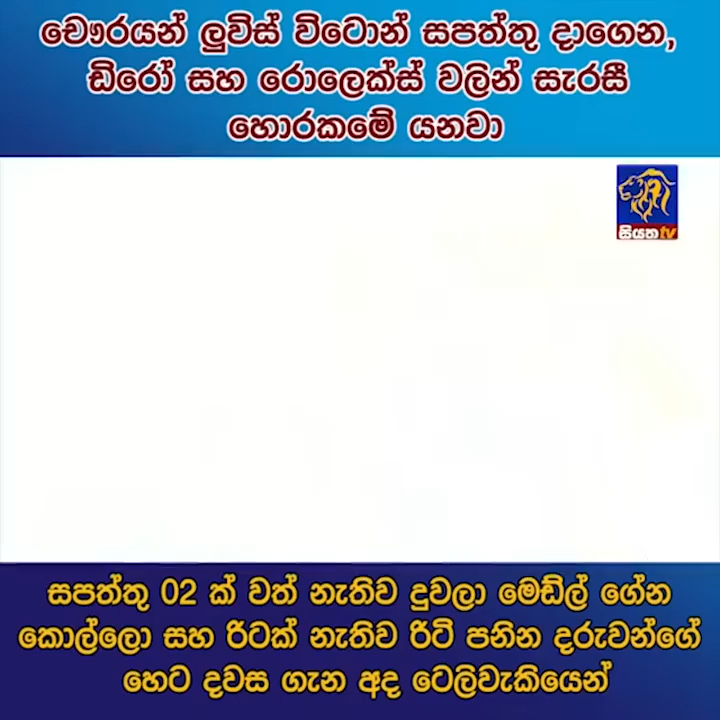 චෞරයන් ලුවිස් විටොන් සපත්තු දාගෙන,
ඩිරෝ සහ රොලෙක්ස් වලින් සැරසී
හොරකමේ යනවා
සියත tv
සපත්තු 02 ක් වත් නැතිව දුවලා මෙඩ්ල් ගේන
කොල්ලො සහ රිටක් නැතිව රිටි පනින දරුවන්ගේ
හෙට දවස ගැන අද ටෙලිවැකියෙන්